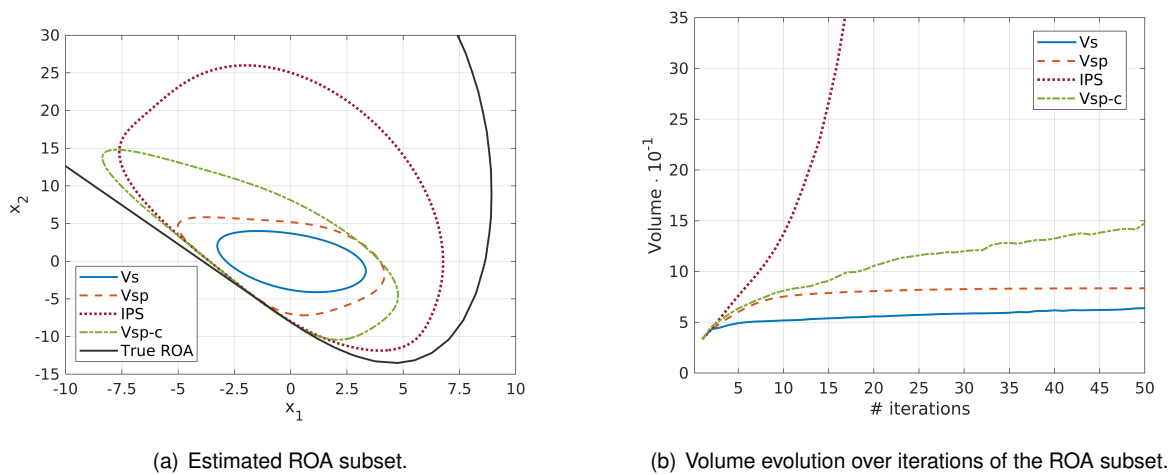 30
25
20
15
10
5
0
-5
-10
-15
x2
-10 -7.5 -5 -2.5 0 2.5 5 7.5 10
x1
Vs
Vsp
IPS
Vsp-c
True ROA
(a) Estimated ROA subset.
35
30
25
20
15
10
5
0
Volume · 10^-1
5 10 15 20 25 30 35 40 45 50
# iterations
Vs
Vsp
IPS
Vsp-c
(b) Volume evolution over iterations of the ROA subset.